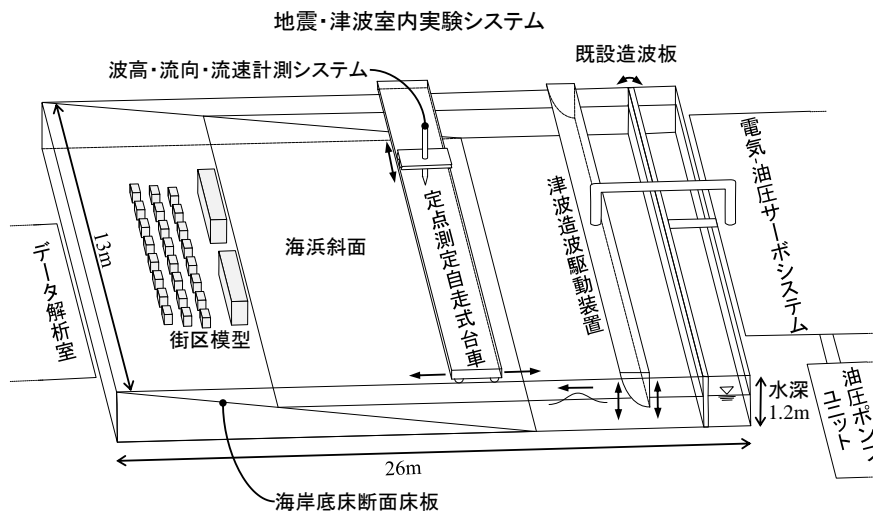 地震・津波室内実験システム
既設造波板
波高・流向・流速計測システム
電気-油圧サーボシステム
津波造波駆動装置
定点測定自走式台車
13m
海浜斜面
データ解析室
街区模型
水深
1.2m
油圧ポンプ
ユニット
26m
海岸底床断面床板